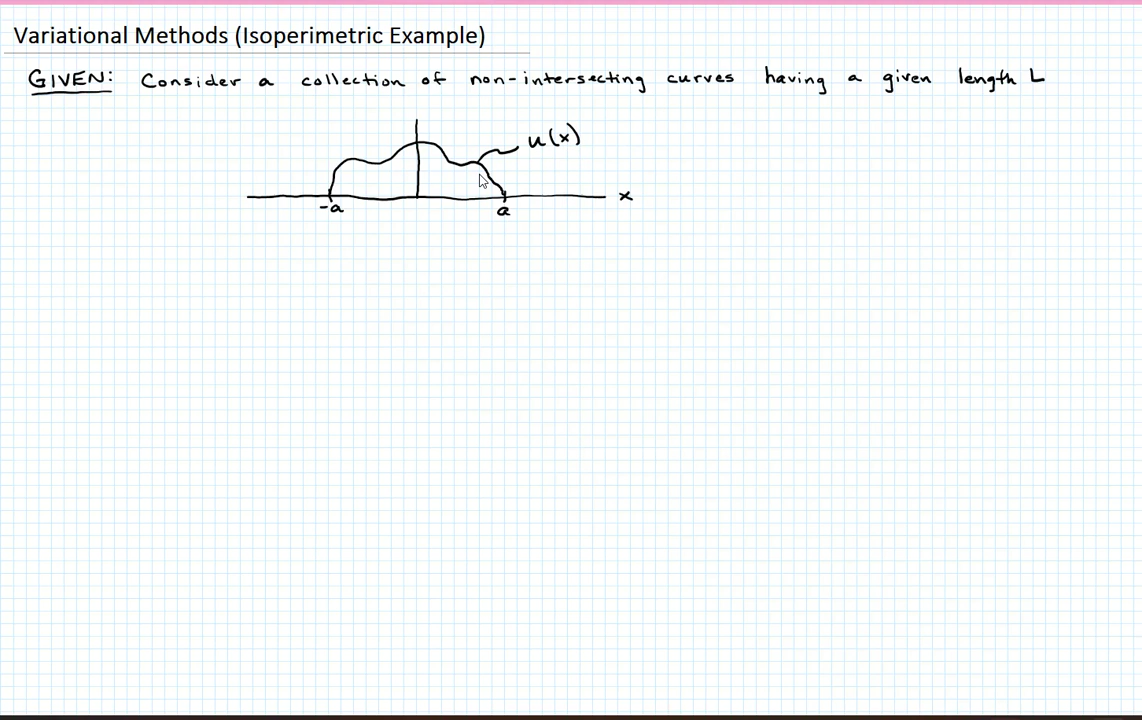 Variational Methods (Isoperimetric Example)
GIVEN: Consider a collection of non-intersecting curves having a given length L
u(x)
-a a x